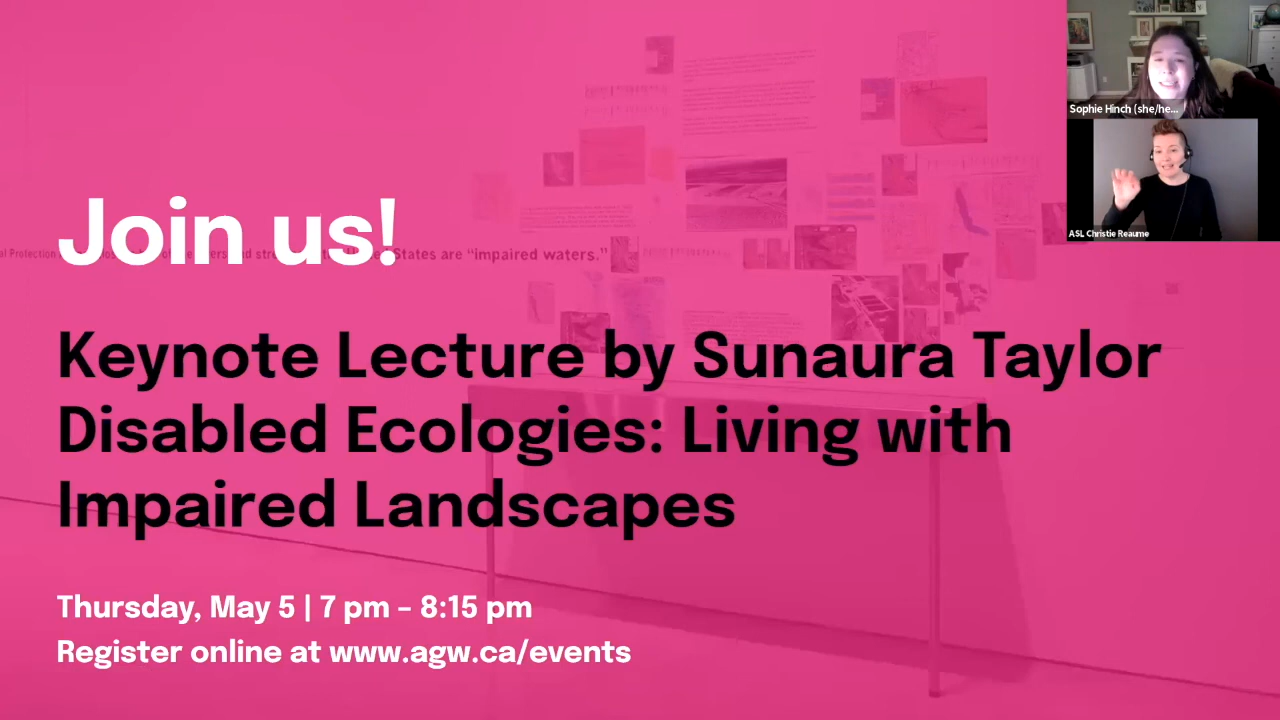 Join us!
States are “impaired waters.”
Keynote Lecture by Sunaura Taylor
Disabled Ecologies: Living with
Impaired Landscapes
Thursday, May 5 | 7 pm – 8:15 pm
Register online at www.agw.ca/events
Sophie Hinch (she/he...
ASL Christie Reaume